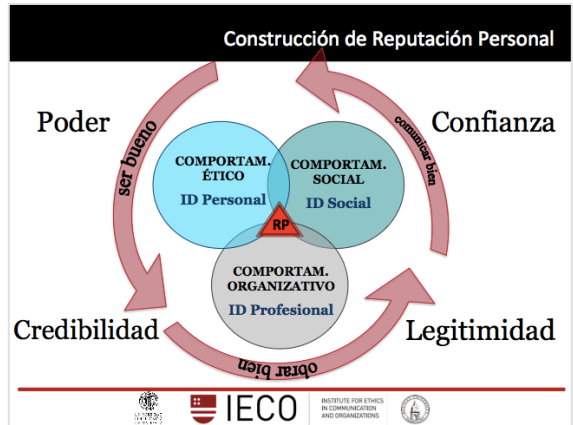 Construcción de Reputación Personal
Poder
Confianza
ser bueno
comunicar bien
COMPORTAM.
ÉTICO
ID Personal
COMPORTAM.
SOCIAL
ID Social
RP
COMPORTAM.
ORGANIZATIVO
ID Profesional
Credibilidad
Legitimidad
obrar bien
IECO
INSTITUTE FOR ETHICS
IN COMMUNICATION
AND ORGANIZATIONS